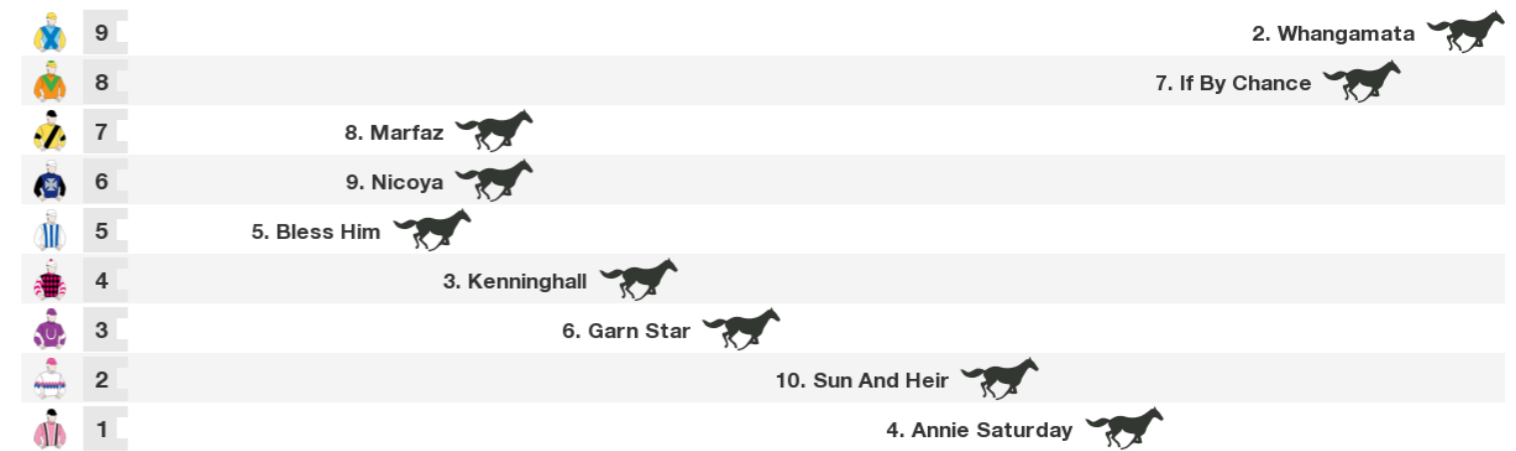 9 2. Whangamata
8 7. If By Chance
7 8. Marfaz
6 9. Nicoya
5 5. Bless Him
4 3. Kenninghall
3 6. Garn Star
2 10. Sun And Heir
1 4. Annie Saturday